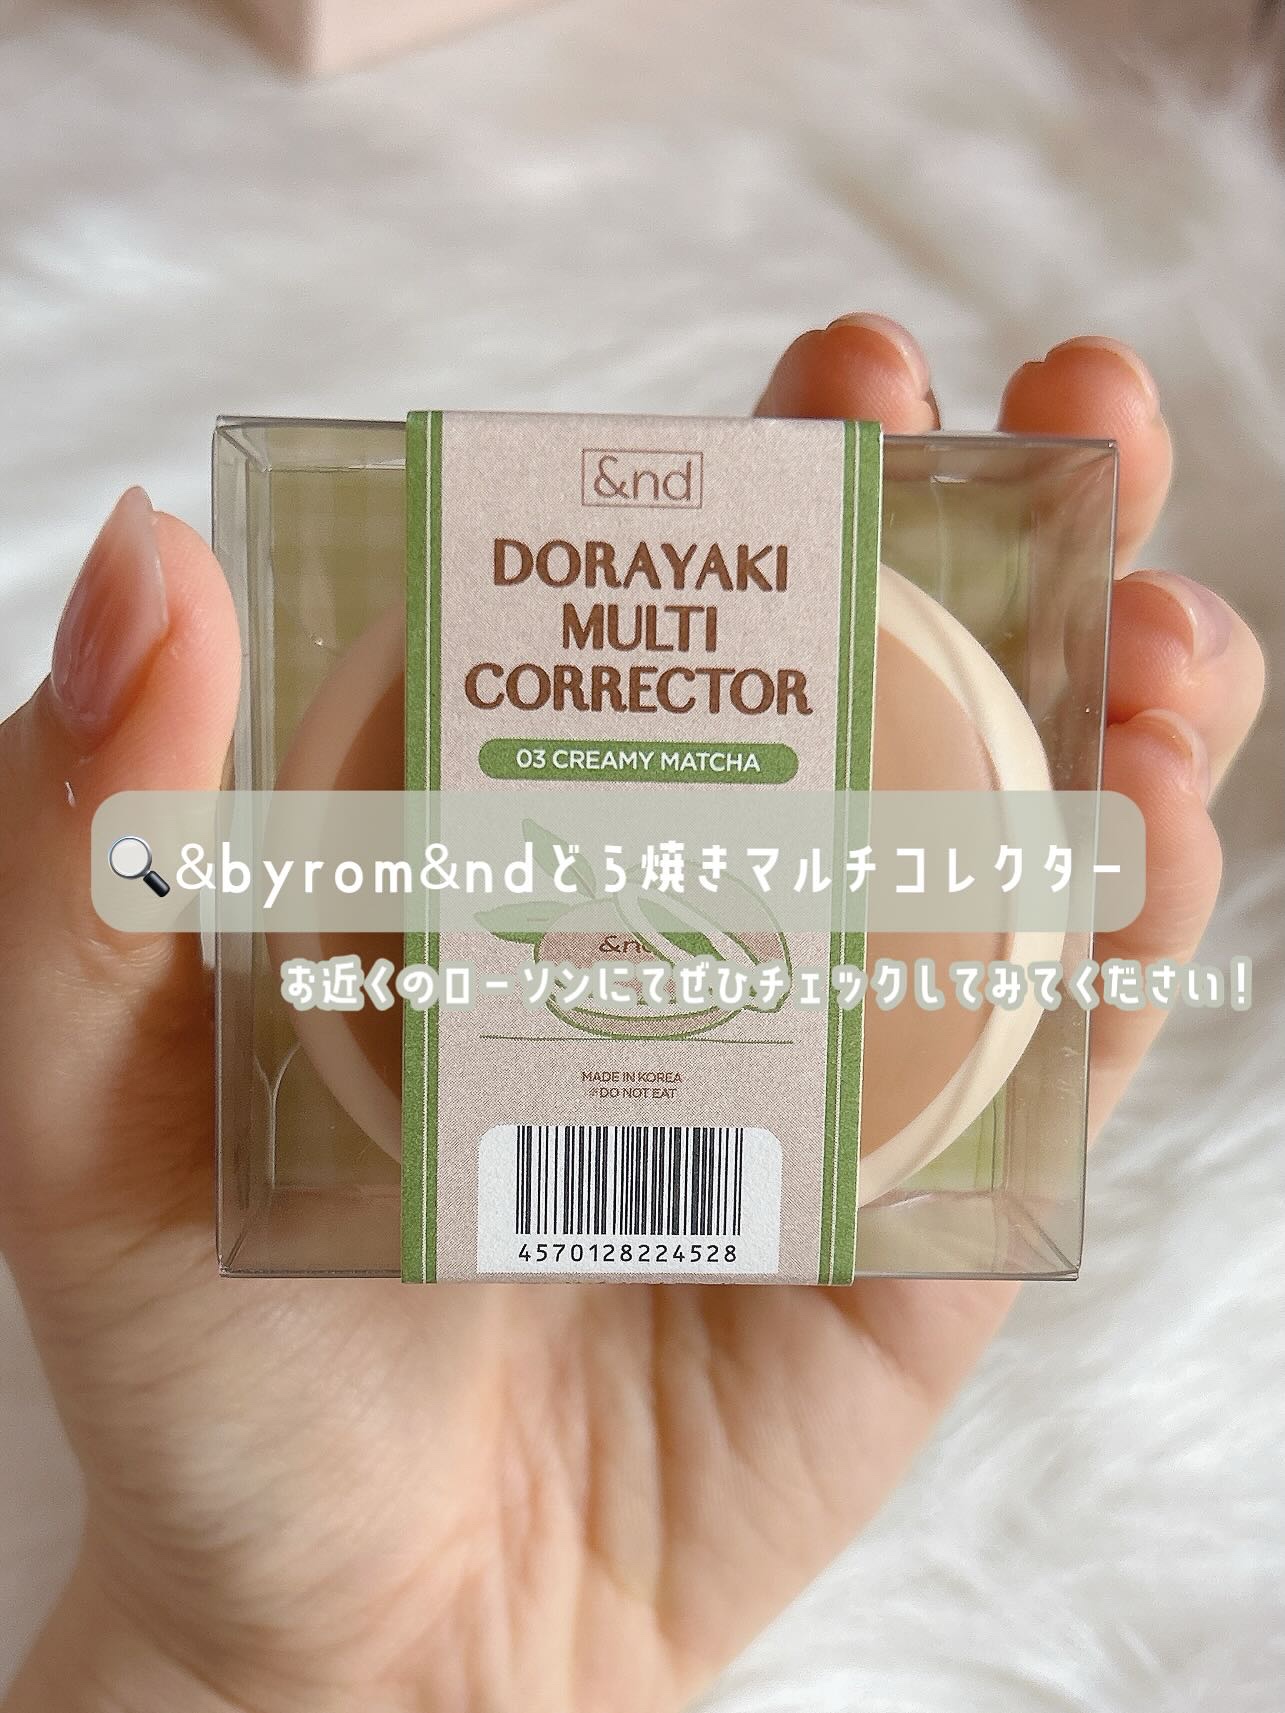 &nd
DORAYAKI
MULTI
CORRECTOR
03 CREAMY MATCHA
🔍&byrom&ndどら焼きマルチコレクター
&nd
お近くのローソンにてぜひチェックしてみてください!
MADE IN KOREA
※DO NOT EAT
4570128224528